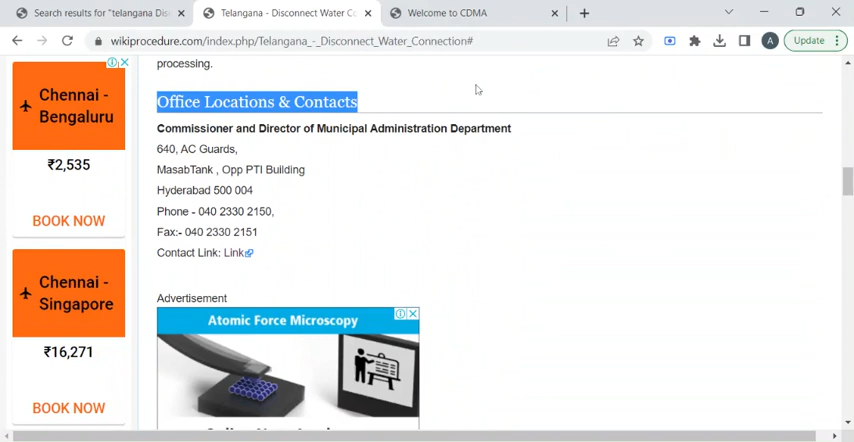 Search results for "telangana Dis
Telangana - Disconnect Water Co
Welcome to CDMA
wikiprocedure.com/index.php/Telangana_-_Disconnect_Water_Connection#
A
Update
processing.
Office Locations & Contacts
Commissioner and Director of Municipal Administration Department
640, AC Guards,
MasabTank , Opp PTI Building
Hyderabad 500 004
Phone - 040 2330 2150,
Fax:- 040 2330 2151
Contact Link: Link
Advertisement
Atomic Force Microscopy
Chennai -
Bengaluru
₹2,535
BOOK NOW
Chennai -
Singapore
₹16,271
BOOK NOW